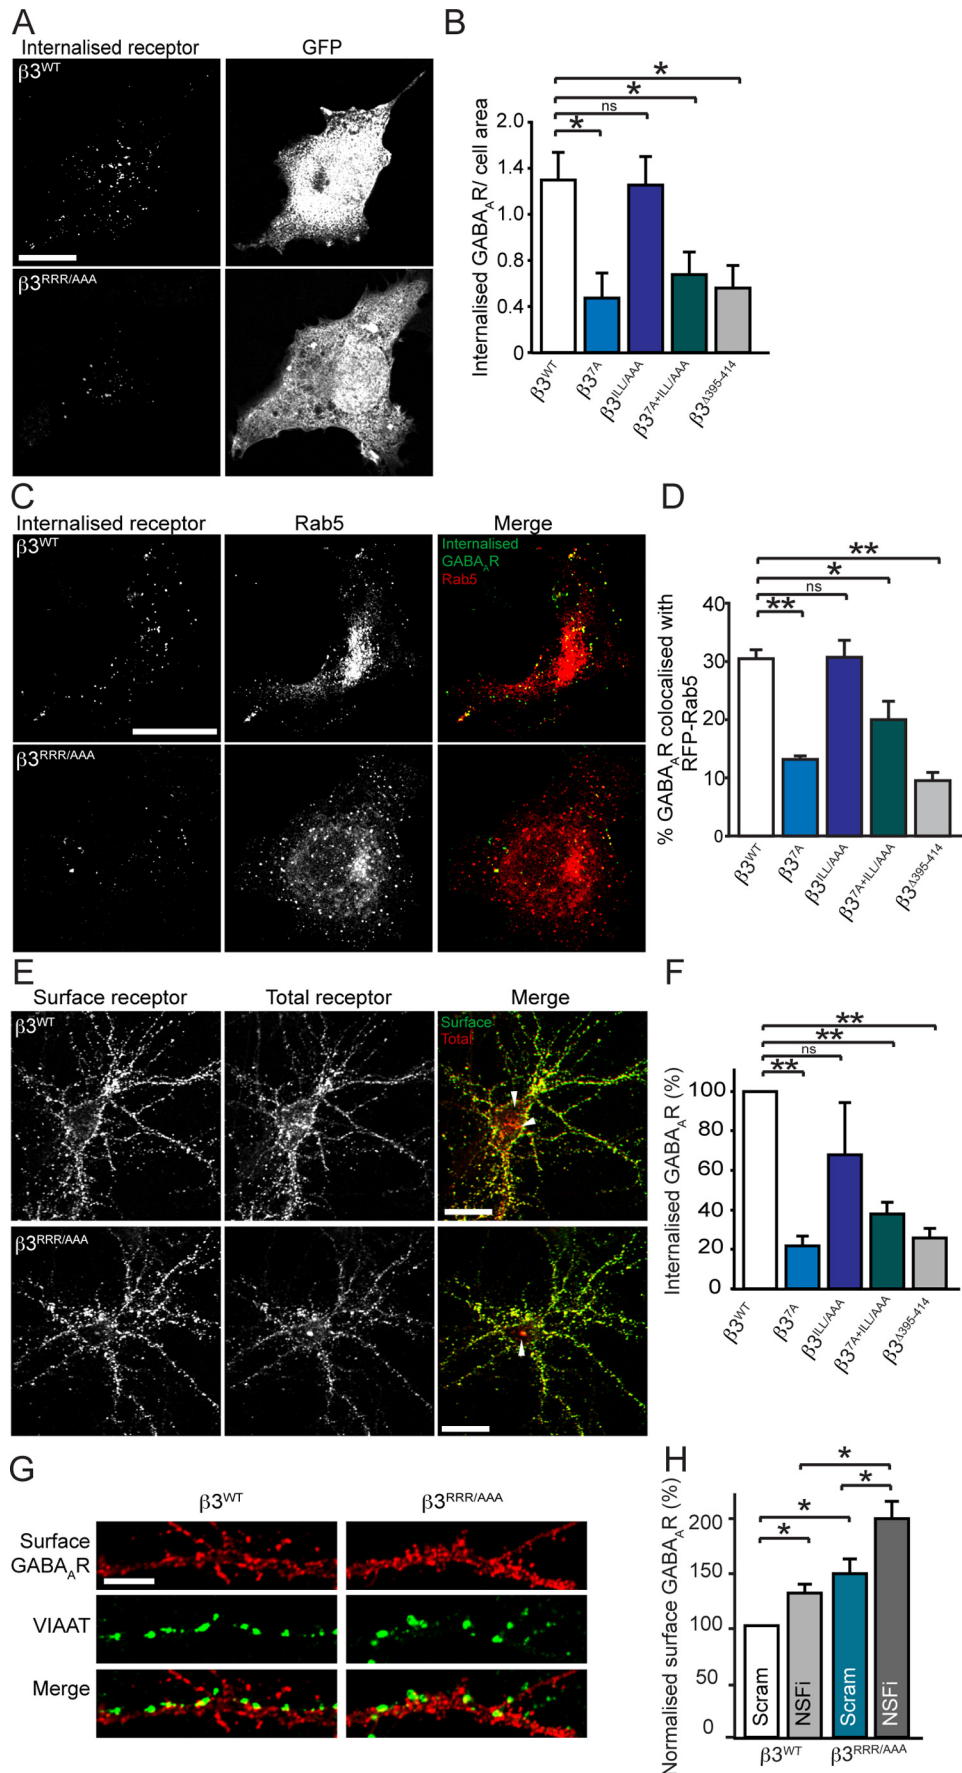 A
Internalised receptor
GFP
β3WT
β3RRR/AAA
B
Internalised GABAAR/ cell area
2.0
1.4
1.0
0.8
0.4
0
*
*
ns
*
β3WT
β37A
β3ILL/AAA
β37A+ILL/AAA
β3Δ395-414
C
Internalised receptor
Rab5
Merge
β3WT
Internalised
GABAAR
Rab5
β3RRR/AAA
D
% GABAAR colocalised with
RFP-Rab5
40
30
20
10
0
**
*
ns
**
β3WT
β37A
β3ILL/AAA
β37A+ILL/AAA
β3Δ395-414
E
Surface receptor
Total receptor
Merge
β3WT
Surface
Total
β3RRR/AAA
F
Internalised GABAAR (%)
100
80
60
40
20
0
**
**
ns
**
β3WT
β37A
β3ILL/AAA
β37A+ILL/AAA
β3Δ395-414
G
β3WT
β3RRR/AAA
Surface
GABAAR
VIAAT
Merge
H
Normalised surface GABAAR (%)
200
150
100
50
0
*
*
*
*
Scram
NSFi
Scram
NSFi
β3WT
β3RRR/AAA